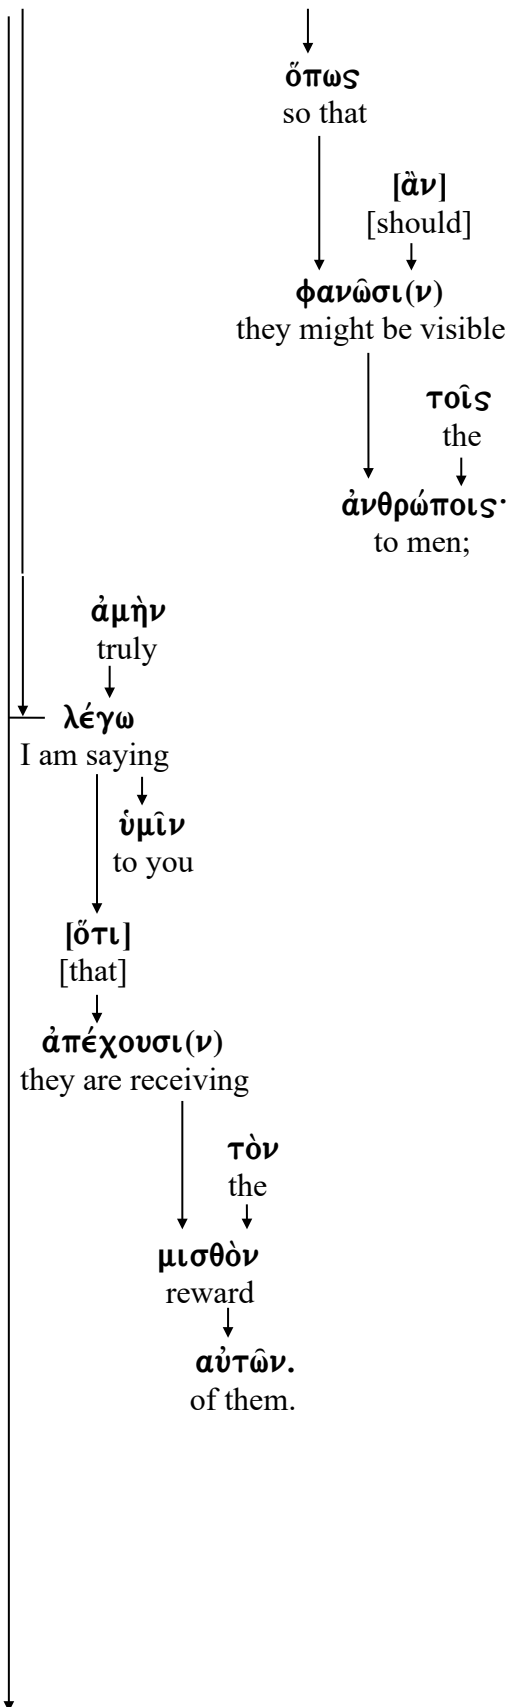 ὅπως
so that
[ἂν]
[should]
φανῶσι(ν)
they might be visible
τοῖς
the
ἀνθρώποις·
to men;
ἀμὴν
truly
λέγω
I am saying
ὑμῖν
to you
[ὅτι]
[that]
ἀπέχουσι(ν)
they are receiving
τὸν
the
μισθὸν
reward
αὐτῶν.
of them.